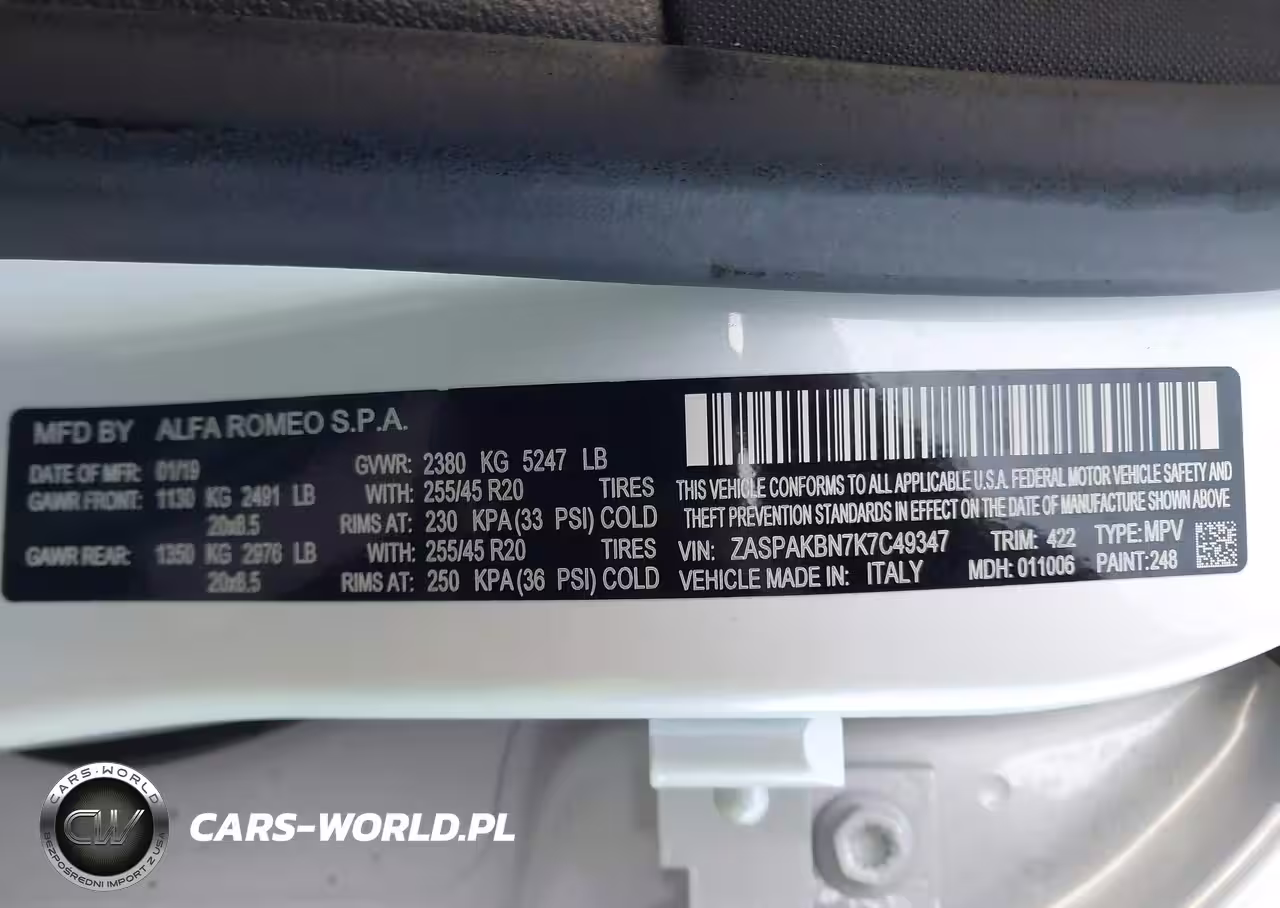 MFD BY ALFA ROMEO S.P.A.
DATE OF MFR: 01/19 GVWR: 2380 KG 5247 LB
GAWR FRONT: 1130 KG 2491 LB WITH: 255/45 R20 TIRES
20x8.5 RIMS AT: 230 KPA(33 PSI) COLD
GAWR REAR: 1350 KG 2976 LB WITH: 255/45 R20 TIRES
20x8.5 RIMS AT: 250 KPA(36 PSI) COLD
THIS VEHICLE CONFORMS TO ALL APPLICABLE U.S.A. FEDERAL MOTOR VEHICLE SAFETY AND
THEFT PREVENTION STANDARDS IN EFFECT ON THE DATE OF MANUFACTURE SHOWN ABOVE
VIN: ZASPAKBN7K7C49347 TRIM: 422 TYPE: MPV
VEHICLE MADE IN: ITALY MDH: 011006 PAINT:248
CARS-WORLD
CW
BEZPOŚREDNI IMPORT Z USA
CARS-WORLD.PL